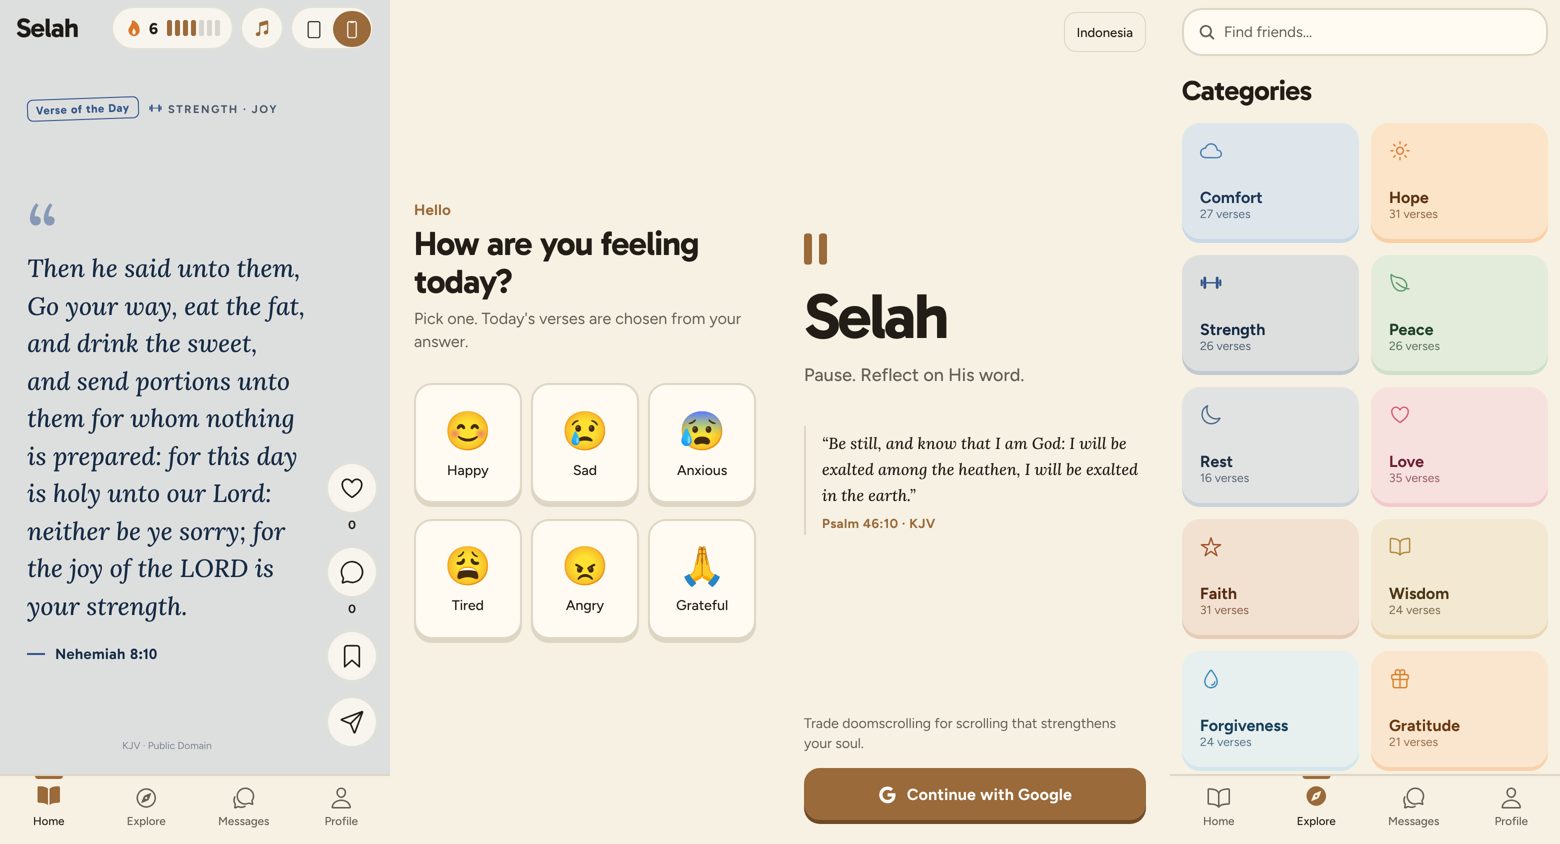 Selah
6
Verse of the Day
STRENGTH · JOY
“
Then he said unto them,
Go your way, eat the fat,
and drink the sweet,
and send portions unto
them for whom nothing
is prepared: for this day
is holy unto our Lord:
neither be ye sorry; for
the joy of the LORD is
your strength.
— Nehemiah 8:10
0
0
KJV · Public Domain
Home
Explore
Messages
Profile
Hello
How are you feeling
today?
Pick one. Today's verses are chosen from your
answer.
Happy
Sad
Anxious
Tired
Angry
Grateful
Indonesia
Selah
Pause. Reflect on His word.
“Be still, and know that I am God: I will be
exalted among the heathen, I will be exalted
in the earth.”
Psalm 46:10 · KJV
Trade doomscrolling for scrolling that strengthens
your soul.
G Continue with Google
Find friends...
Categories
Comfort
27 verses
Hope
31 verses
Strength
26 verses
Peace
26 verses
Rest
16 verses
Love
35 verses
Faith
31 verses
Wisdom
24 verses
Forgiveness
24 verses
Gratitude
21 verses
Home
Explore
Messages
Profile